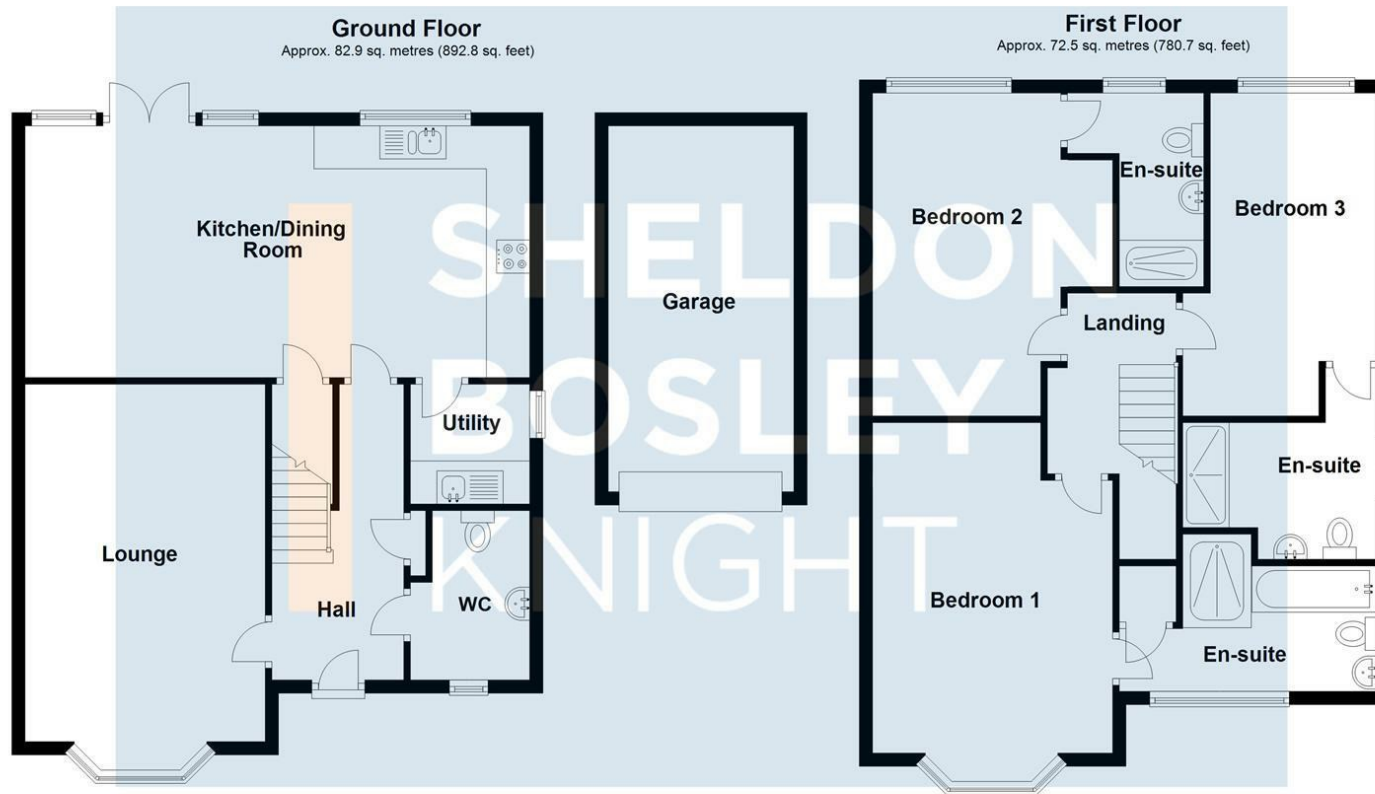 Ground Floor
Approx. 82.9 sq. metres (892.8 sq. feet)
Kitchen/Dining
Room
Utility
Lounge
Hall
WC
Garage
First Floor
Approx. 72.5 sq. metres (780.7 sq. feet)
Bedroom 2
En-suite
Bedroom 3
Landing
En-suite
Bedroom 1
En-suite
SHELDON
BOSLEY
KNIGHT